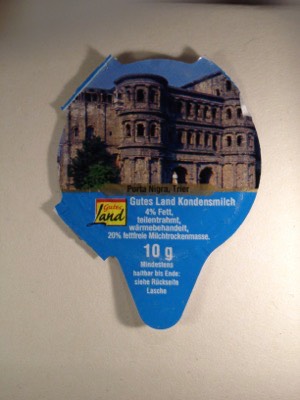 Porta Nigra, Trier
Gutes Land Kondensmilch
4% Fett,
teilentrahmt,
wärmebehandelt,
20% fettfreie Milchtrockenmasse.
Gutes
Land
10 g
Mindestens
haltbar bis Ende:
siehe Rückseite
Lasche